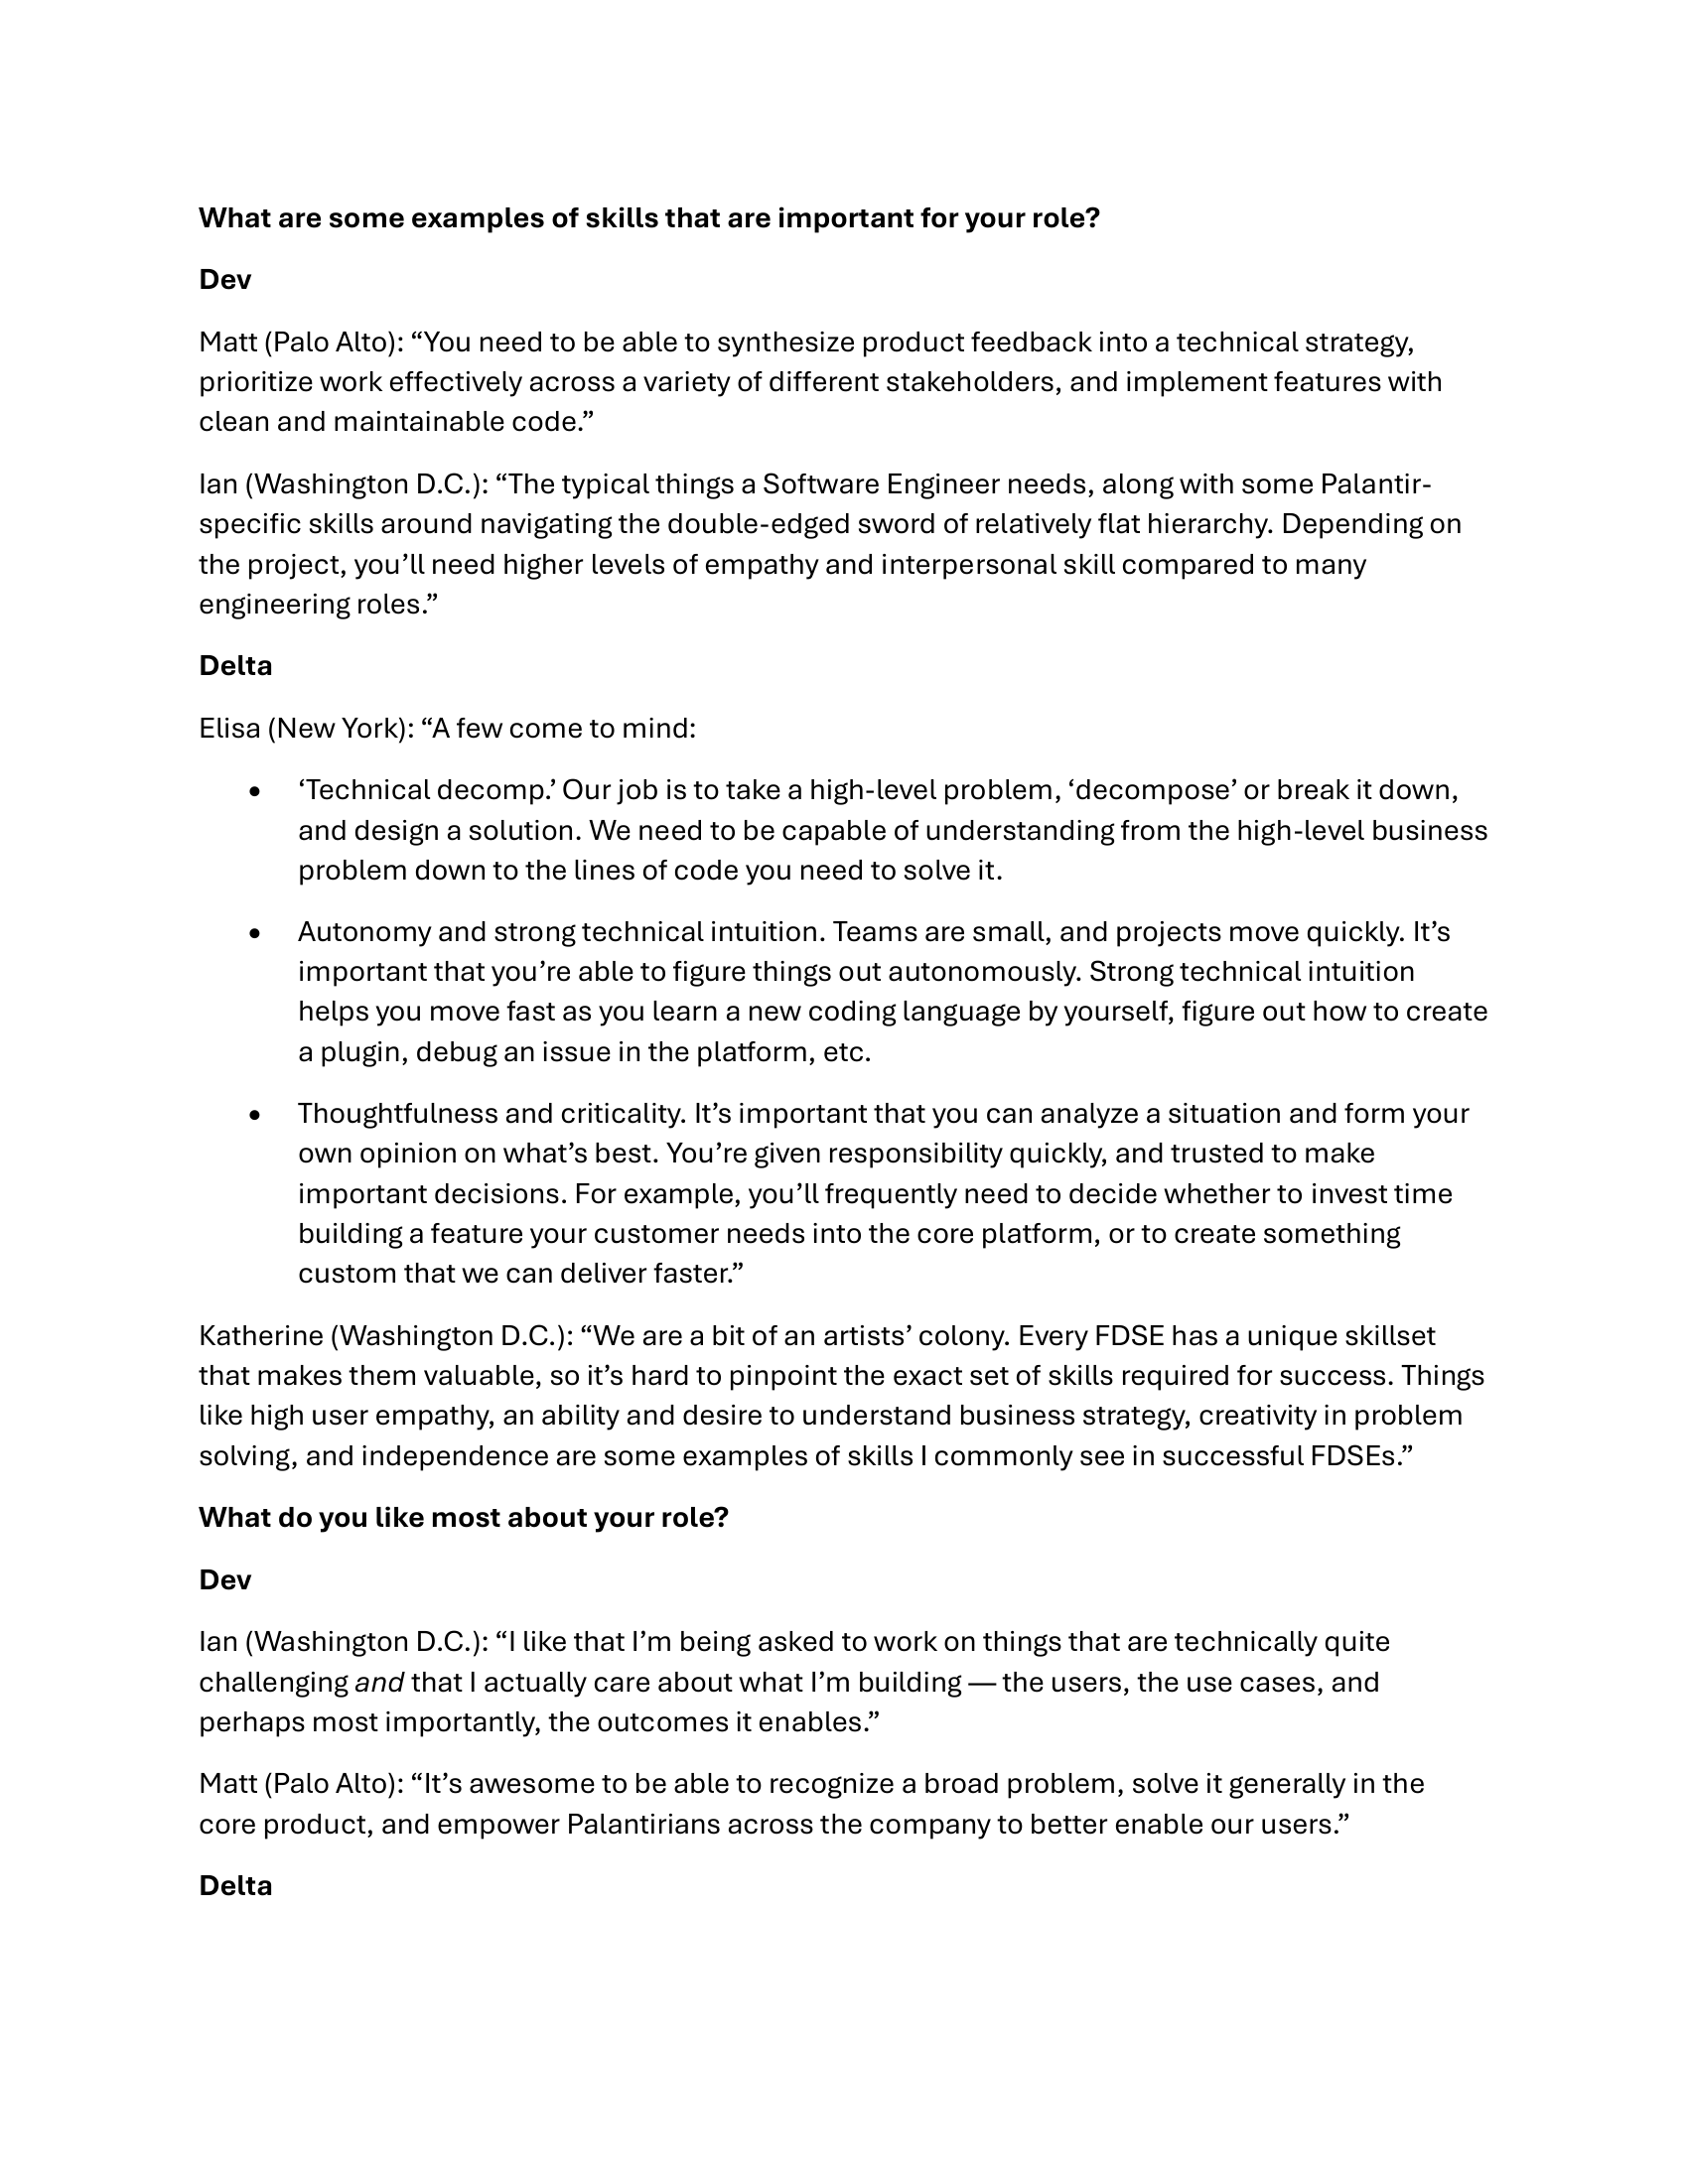 What are some examples of skills that are important for your role?
Dev
Matt (Palo Alto): “You need to be able to synthesize product feedback into a technical strategy,
prioritize work effectively across a variety of different stakeholders, and implement features with
clean and maintainable code.”
Ian (Washington D.C.): “The typical things a Software Engineer needs, along with some Palantir-
specific skills around navigating the double-edged sword of relatively flat hierarchy. Depending on
the project, you’ll need higher levels of empathy and interpersonal skill compared to many
engineering roles.”
Delta
Elisa (New York): “A few come to mind:
• ‘Technical decomp.’ Our job is to take a high-level problem, ‘decompose’ or break it down,
and design a solution. We need to be capable of understanding from the high-level business
problem down to the lines of code you need to solve it.
• Autonomy and strong technical intuition. Teams are small, and projects move quickly. It’s
important that you’re able to figure things out autonomously. Strong technical intuition
helps you move fast as you learn a new coding language by yourself, figure out how to create
a plugin, debug an issue in the platform, etc.
• Thoughtfulness and criticality. It’s important that you can analyze a situation and form your
own opinion on what’s best. You’re given responsibility quickly, and trusted to make
important decisions. For example, you’ll frequently need to decide whether to invest time
building a feature your customer needs into the core platform, or to create something
custom that we can deliver faster.”
Katherine (Washington D.C.): “We are a bit of an artists’ colony. Every FDSE has a unique skillset
that makes them valuable, so it’s hard to pinpoint the exact set of skills required for success. Things
like high user empathy, an ability and desire to understand business strategy, creativity in problem
solving, and independence are some examples of skills I commonly see in successful FDSEs.”
What do you like most about your role?
Dev
Ian (Washington D.C.): “I like that I’m being asked to work on things that are technically quite
challenging and that I actually care about what I’m building — the users, the use cases, and
perhaps most importantly, the outcomes it enables.”
Matt (Palo Alto): “It’s awesome to be able to recognize a broad problem, solve it generally in the
core product, and empower Palantirians across the company to better enable our users.”
Delta